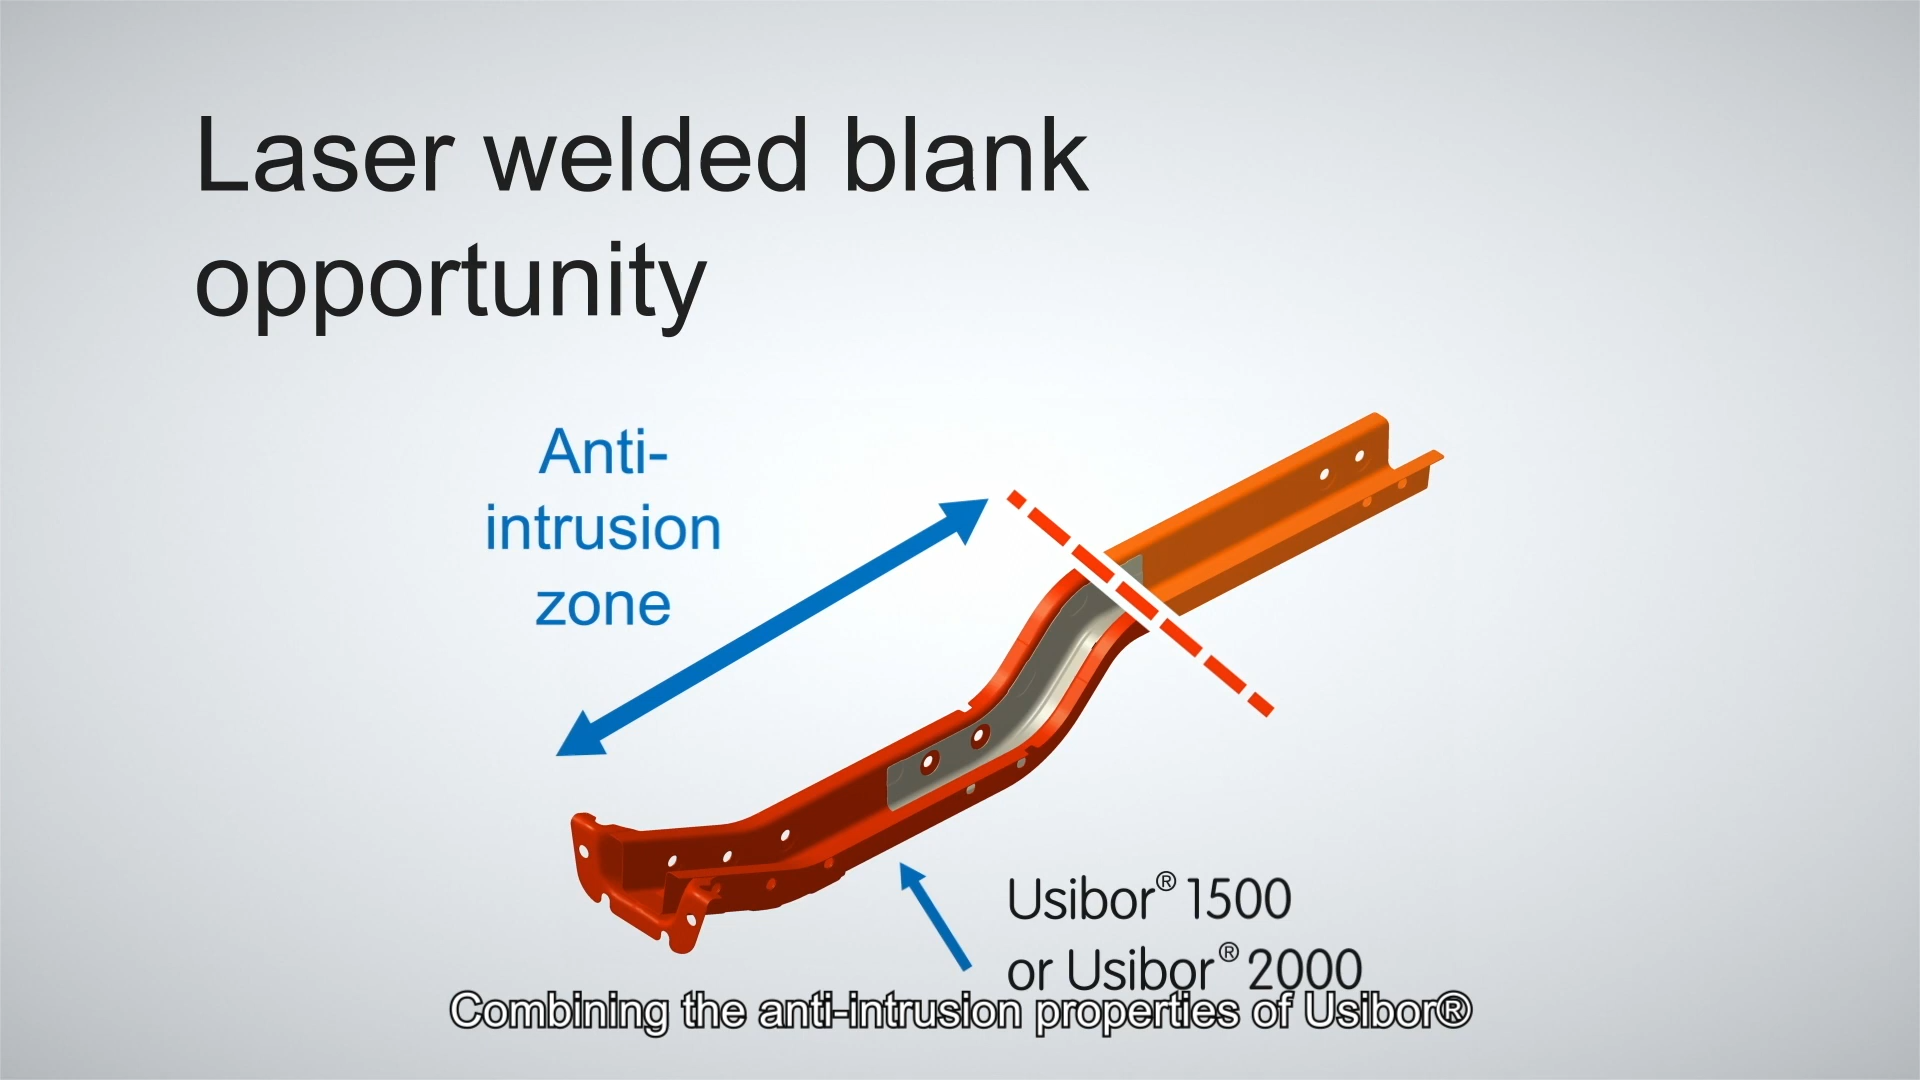 Laser welded blank
opportunity
Anti-
intrusion
zone
Usibor® 1500
or Usibor® 2000
Combining the anti-intrusion properties of Usibor®